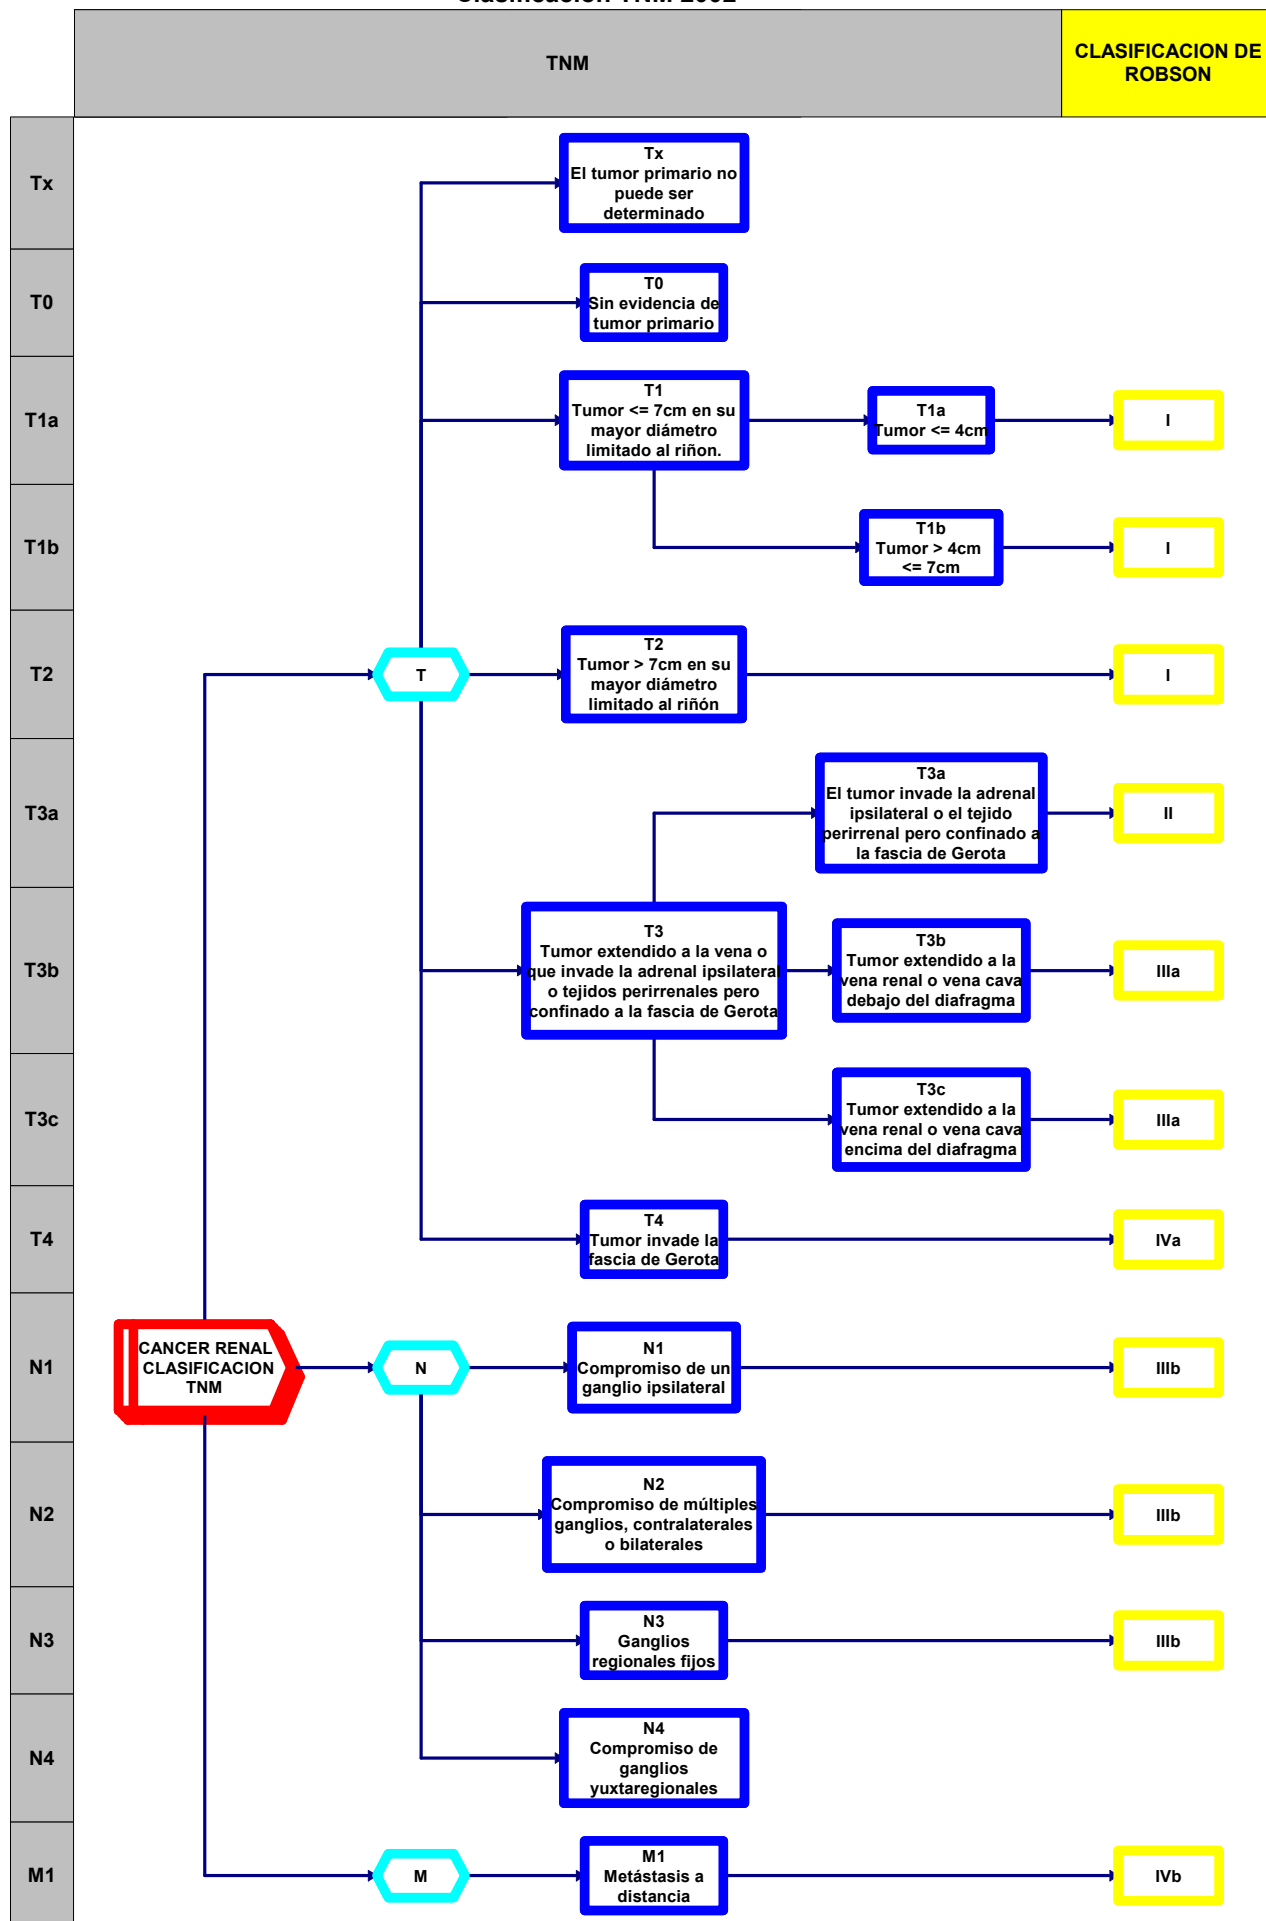 TNM
CLASIFICACION DE
ROBSON
Tx
Tx
El tumor primario no
puede ser
determinado
T0
T0
Sin evidencia de
tumor primario
T1a
T1
Tumor <= 7cm en su
mayor diámetro
limitado al riñon.
T1a
Tumor <= 4cm
I
T1b
T1b
Tumor > 4cm
<= 7cm
I
T2
T
T2
Tumor > 7cm en su
mayor diámetro
limitado al riñón
I
T3a
T3a
El tumor invade la adrenal
ipsilateral o el tejido
perirrenal pero confinado a
la fascia de Gerota
II
T3b
T3
Tumor extendido a la vena o
que invade la adrenal ipsilateral
o tejidos perirrenales pero
confinado a la fascia de Gerota
T3b
Tumor extendido a la
vena renal o vena cava
debajo del diafragma
IIIa
T3c
T3c
Tumor extendido a la
vena renal o vena cava
encima del diafragma
IIIa
T4
T4
Tumor invade la
fascia de Gerota
IVa
N1
CANCER RENAL
CLASIFICACION
TNM
N
N1
Compromiso de un
ganglio ipsilateral
IIIb
N2
N2
Compromiso de múltiples
ganglios, contralaterales
o bilaterales
IIIb
N3
N3
Ganglios
regionales fijos
IIIb
N4
N4
Compromiso de
ganglios
yuxtaregionales
M1
M
M1
Metástasis a
distancia
IVb